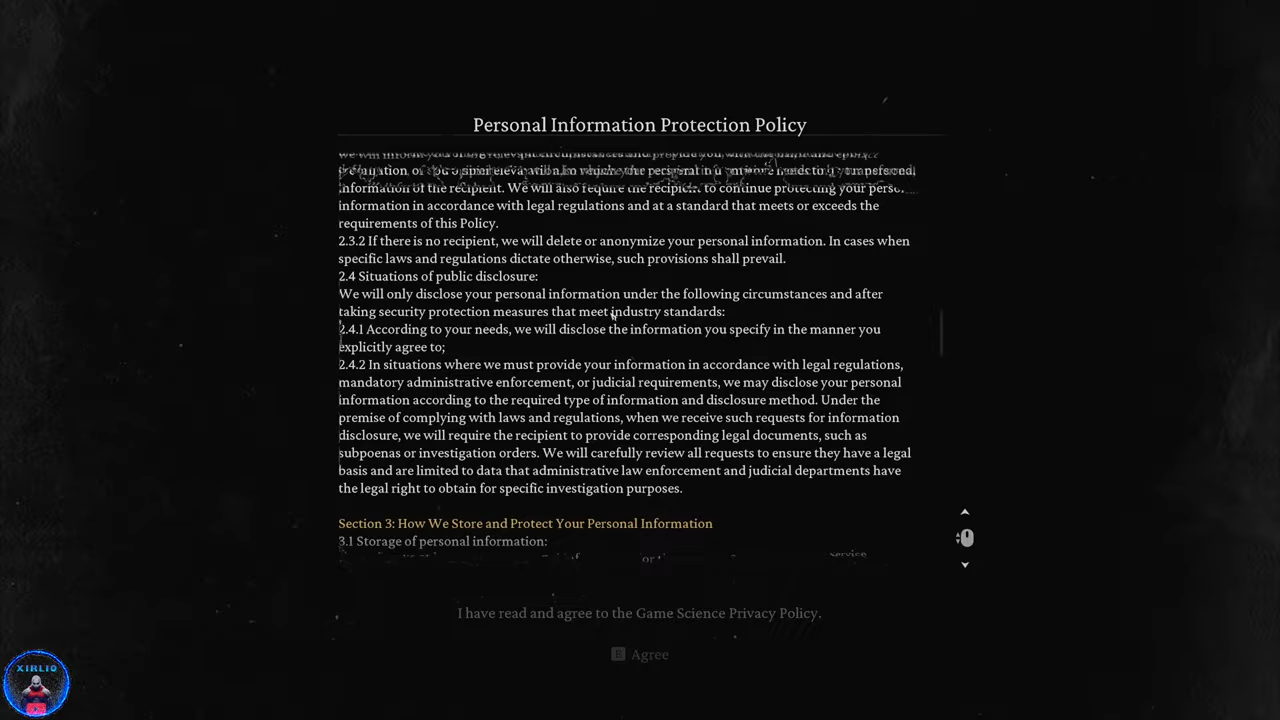 Personal Information Protection Policy
information of the recipient. We will also require the recipient to continue protecting your
information in accordance with legal regulations and at a standard that meets or exceeds the
requirements of this Policy.
2.3.2 If there is no recipient, we will delete or anonymize your personal information. In cases when
specific laws and regulations dictate otherwise, such provisions shall prevail.
2.4 Situations of public disclosure:
We will only disclose your personal information under the following circumstances and after
taking security protection measures that meet industry standards:
2.4.1 According to your needs, we will disclose the information you specify in the manner you
explicitly agree to;
2.4.2 In situations where we must provide your information in accordance with legal regulations,
mandatory administrative enforcement, or judicial requirements, we may disclose your personal
information according to the required type of information and disclosure method. Under the
premise of complying with laws and regulations, when we receive such requests for information
disclosure, we will require the recipient to provide corresponding legal documents, such as
subpoenas or investigation orders. We will carefully review all requests to ensure they have a legal
basis and are limited to data that administrative law enforcement and judicial departments have
the legal right to obtain for specific investigation purposes.
Section 3: How We Store and Protect Your Personal Information
3.1 Storage of personal information:
I have read and agree to the Game Science Privacy Policy.
E Agree
XIRLIO